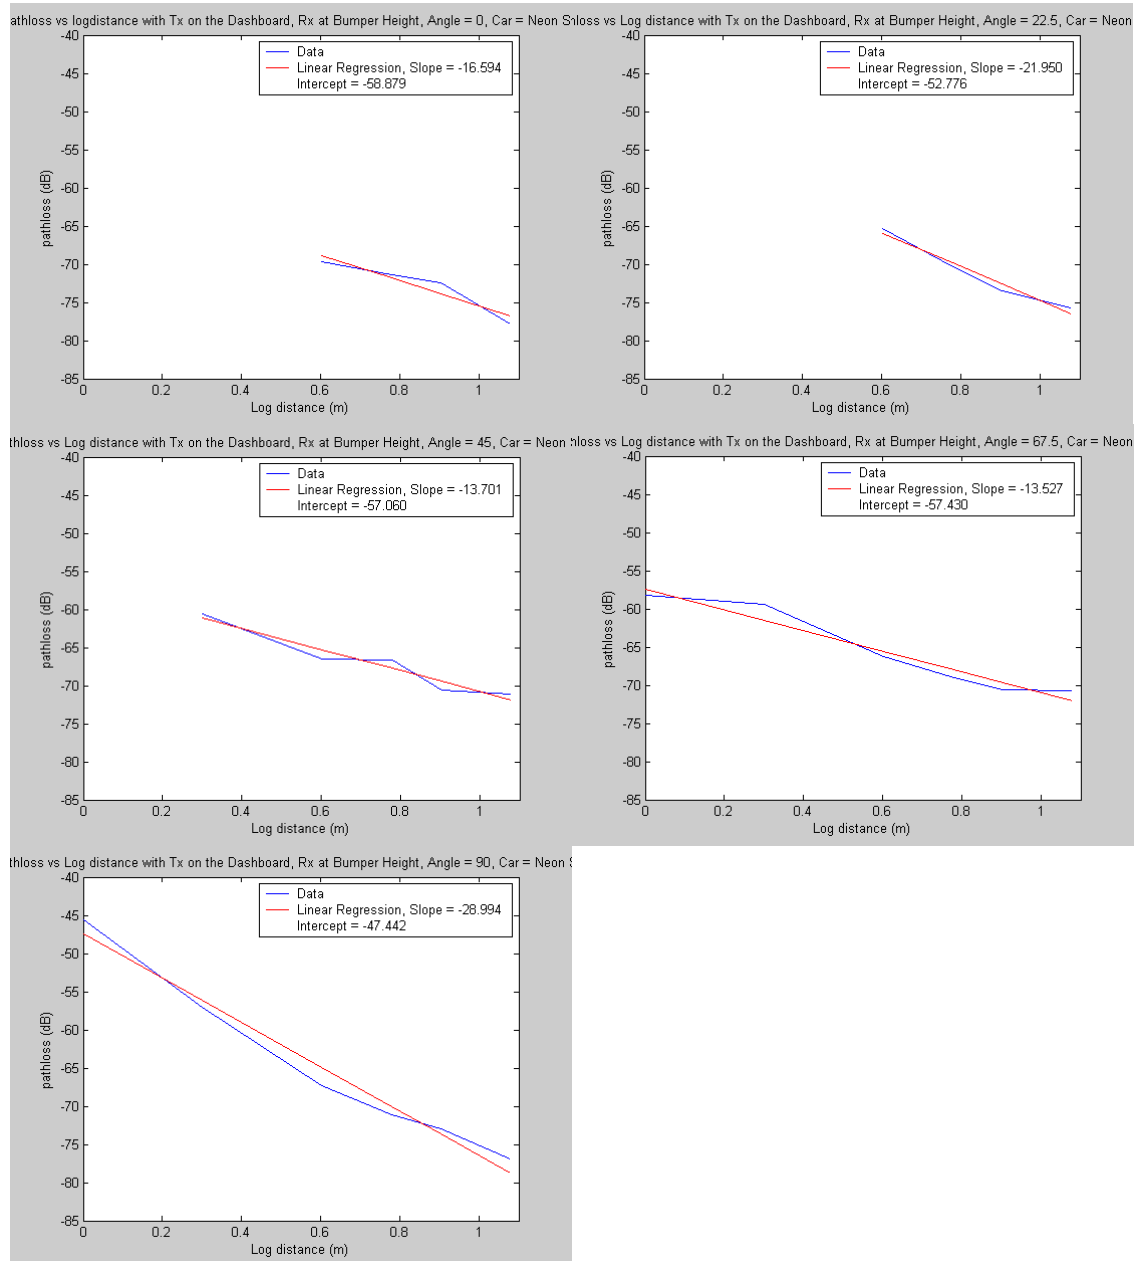 athloss vs logdistance with Tx on the Dashboard, Rx at Bumper Height, Angle = 0, Car = Neon
-40
-45
-50
-55
-60
-65
-70
-75
-80
-85
0
0.2
0.4
0.6
0.8
1
pathloss (dB)
Log distance (m)
Data
Linear Regression, Slope = -16.594
Intercept = -58.879
hloss vs Log distance with Tx on the Dashboard, Rx at Bumper Height, Angle = 22.5, Car = Neon
-40
-45
-50
-55
-60
-65
-70
-75
-80
-85
0
0.2
0.4
0.6
0.8
1
pathloss (dB)
Log distance (m)
Data
Linear Regression, Slope = -21.950
Intercept = -52.776
thloss vs Log distance with Tx on the Dashboard, Rx at Bumper Height, Angle = 45, Car = Neon
-40
-45
-50
-55
-60
-65
-70
-75
-80
-85
0
0.2
0.4
0.6
0.8
1
pathloss (dB)
Log distance (m)
Data
Linear Regression, Slope = -13.701
Intercept = -57.060
hloss vs Log distance with Tx on the Dashboard, Rx at Bumper Height, Angle = 67.5, Car = Neon
-40
-45
-50
-55
-60
-65
-70
-75
-80
-85
0
0.2
0.4
0.6
0.8
1
pathloss (dB)
Log distance (m)
Data
Linear Regression, Slope = -13.527
Intercept = -57.430
thloss vs Log distance with Tx on the Dashboard, Rx at Bumper Height, Angle = 90, Car = Neon
-40
-45
-50
-55
-60
-65
-70
-75
-80
-85
0
0.2
0.4
0.6
0.8
1
pathloss (dB)
Log distance (m)
Data
Linear Regression, Slope = -28.994
Intercept = -47.442